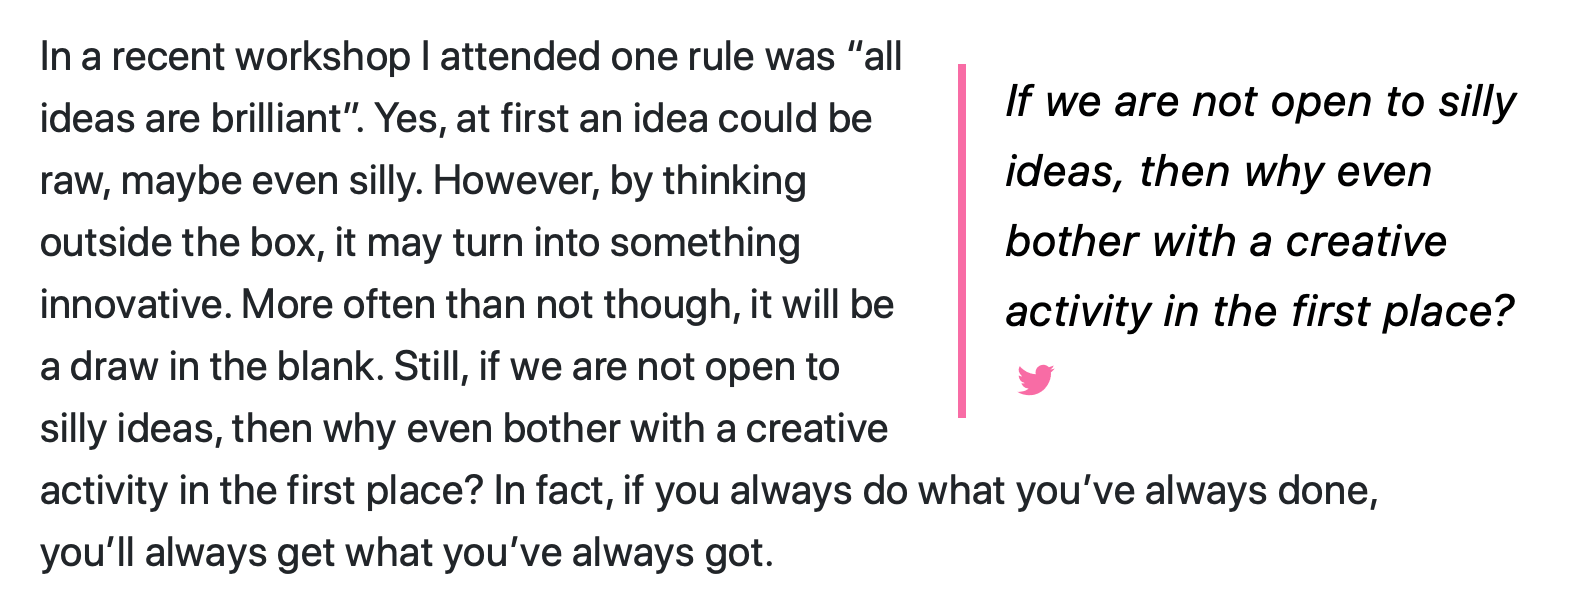 In a recent workshop I attended one rule was “all
ideas are brilliant”. Yes, at first an idea could be
raw, maybe even silly. However, by thinking
outside the box, it may turn into something
innovative. More often than not though, it will be
a draw in the blank. Still, if we are not open to
silly ideas, then why even bother with a creative
activity in the first place? In fact, if you always do what you’ve always done,
you’ll always get what you’ve always got.
If we are not open to silly
ideas, then why even
bother with a creative
activity in the first place?